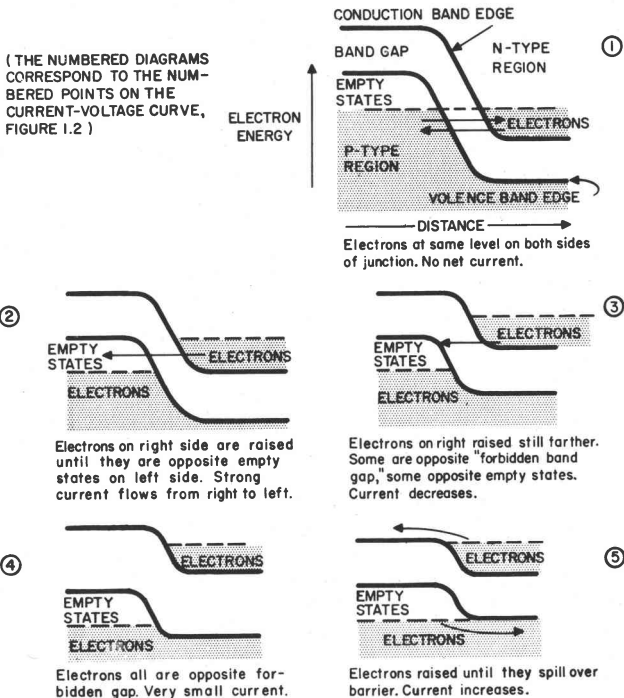 (THE NUMBERED DIAGRAMS
CORRESPOND TO THE NUM-
BERED POINTS ON THE
CURRENT-VOLTAGE CURVE,
FIGURE 1.2)
ELECTRON
ENERGY
CONDUCTION BAND EDGE
1
BAND GAP
N-TYPE
REGION
EMPTY
STATES
ELECTRONS
P-TYPE
REGION
VOLENCE BAND EDGE
DISTANCE
Electrons at same level on both sides
of junction. No net current.
2
EMPTY
STATES
ELECTRONS
ELECTRONS
Electrons on right side are raised
until they are opposite empty
states on left side. Strong
current flows from right to left.
3
ELECTRONS
EMPTY
STATES
ELECTRONS
Electrons on right raised still farther.
Some are opposite "forbidden band
gap," some opposite empty states.
Current decreases.
4
ELECTRONS
EMPTY
STATES
ELECTRONS
Electrons all are opposite for-
bidden gap. Very small current.
5
ELECTRONS
EMPTY
STATES
ELECTRONS
Electrons raised until they spill over
barrier. Current increases.